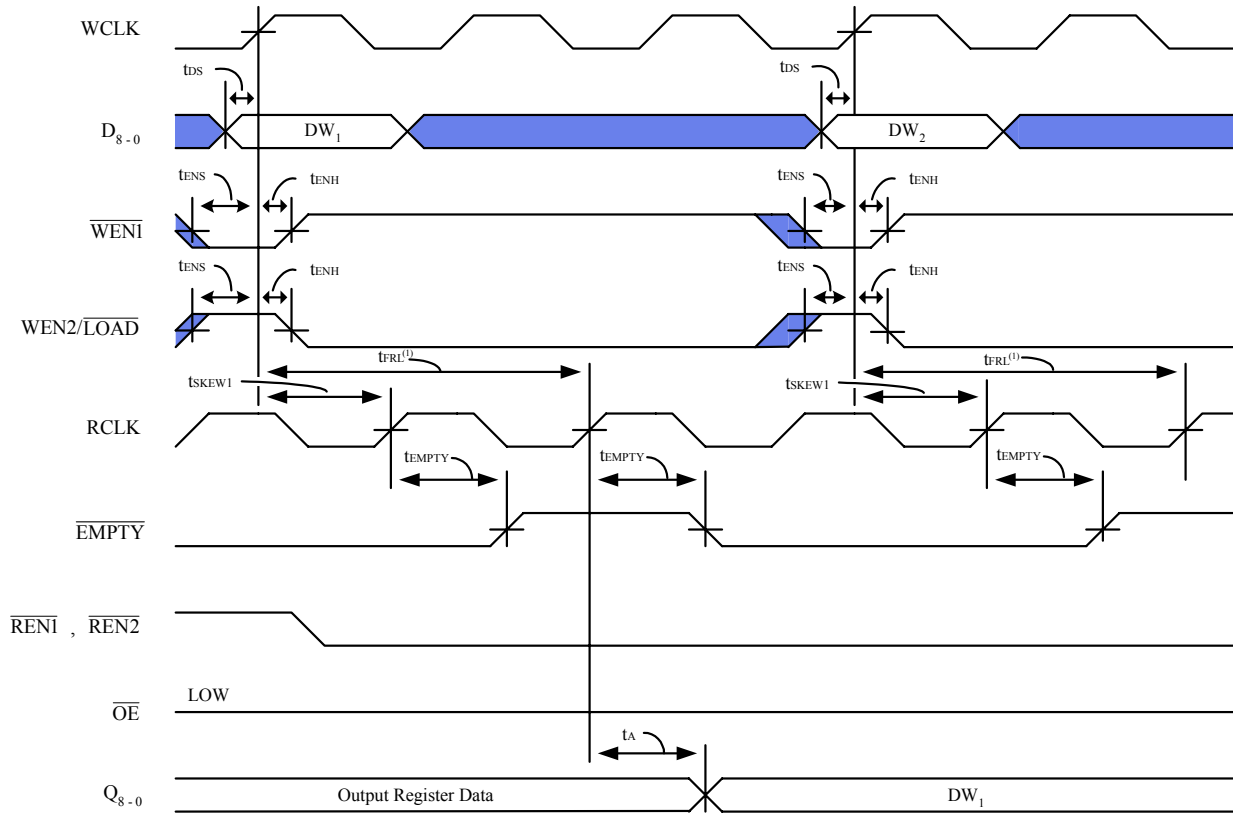 WCLK
tDS
tDS
D8 - 0
DW1
DW2
tENS
tENH
tENS
tENH
WEN1
tENS
tENH
tENS
tENH
WEN2/LOAD
tFRL(1)
tFRL(1)
tSKEW1
tSKEW1
RCLK
tEMPTY
tEMPTY
tEMPTY
EMPTY
REN1 , REN2
LOW
OE
tA
Q8 - 0
Output Register Data
DW1